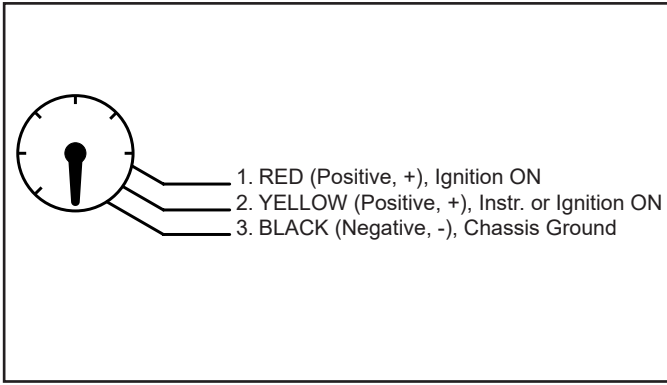 1. RED (Positive, +), Ignition ON
2. YELLOW (Positive, +), Instr. or Ignition ON
3. BLACK (Negative, -), Chassis Ground